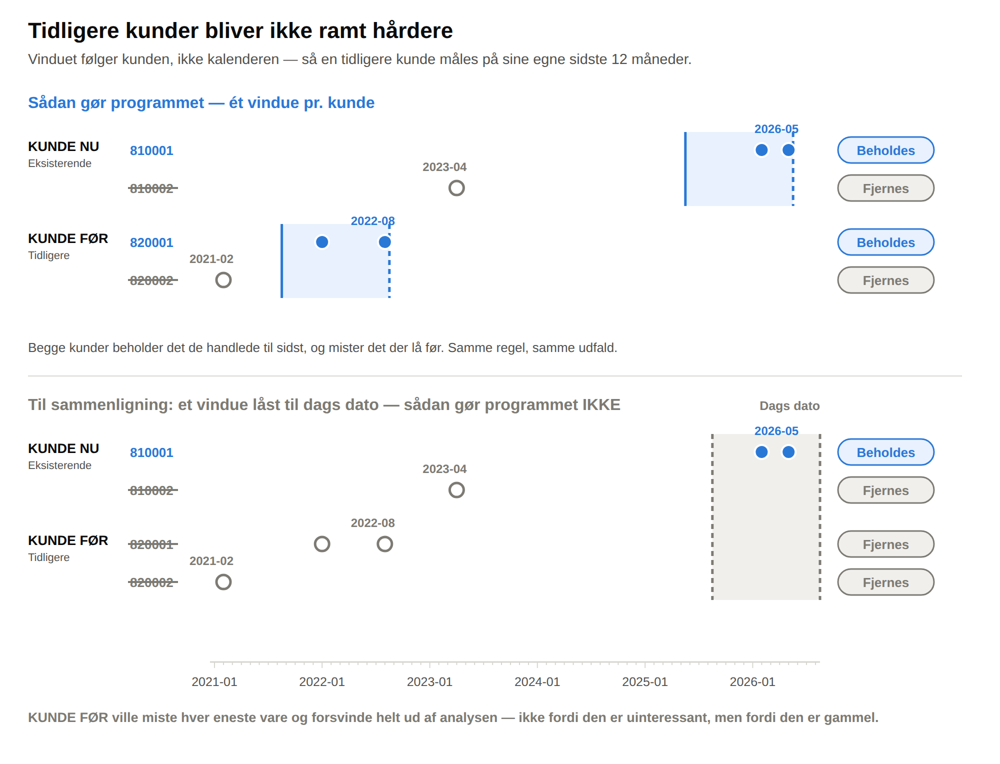 Tidligere kunder bliver ikke ramt hårdere
Vinduet følger kunden, ikke kalenderen — så en tidligere kunde måles på sine egne sidste 12 måneder.
Sådan gør programmet — ét vindue pr. kunde
2026-05
KUNDE NU 810001 Beholdes
Eksisterende
2023-04
810002 Fjernes
2022-08
KUNDE FØR 820001 Beholdes
Tidligere
2021-02
820002 Fjernes
Begge kunder beholder det de handlede til sidst, og mister det der lå før. Samme regel, samme udfald.
Til sammenligning: et vindue låst til dags dato — sådan gør programmet IKKE
Dags dato
2026-05
KUNDE NU 810001 Beholdes
Eksisterende
2023-04
810002 Fjernes
2022-08
KUNDE FØR 820001 Fjernes
Tidligere
2021-02
820002 Fjernes
2021-01 2022-01 2023-01 2024-01 2025-01 2026-01
KUNDE FØR ville miste hver eneste vare og forsvinde helt ud af analysen — ikke fordi den er uinteressant, men fordi den er gammel.